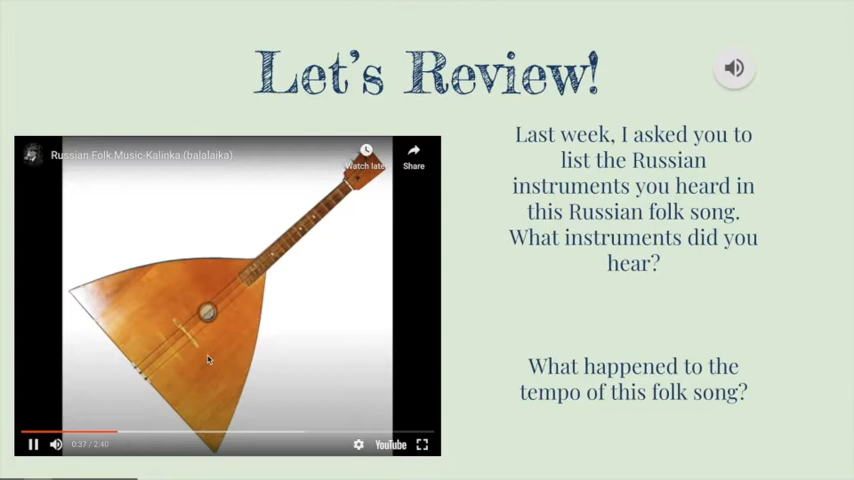 Let's Review!
Russian Folk Music-Kalinka (balalaika)
Watch late
Share
0:37 / 2:40
YouTube
Last week, I asked you to
list the Russian
instruments you heard in
this Russian folk song.
What instruments did you
hear?
What happened to the
tempo of this folk song?